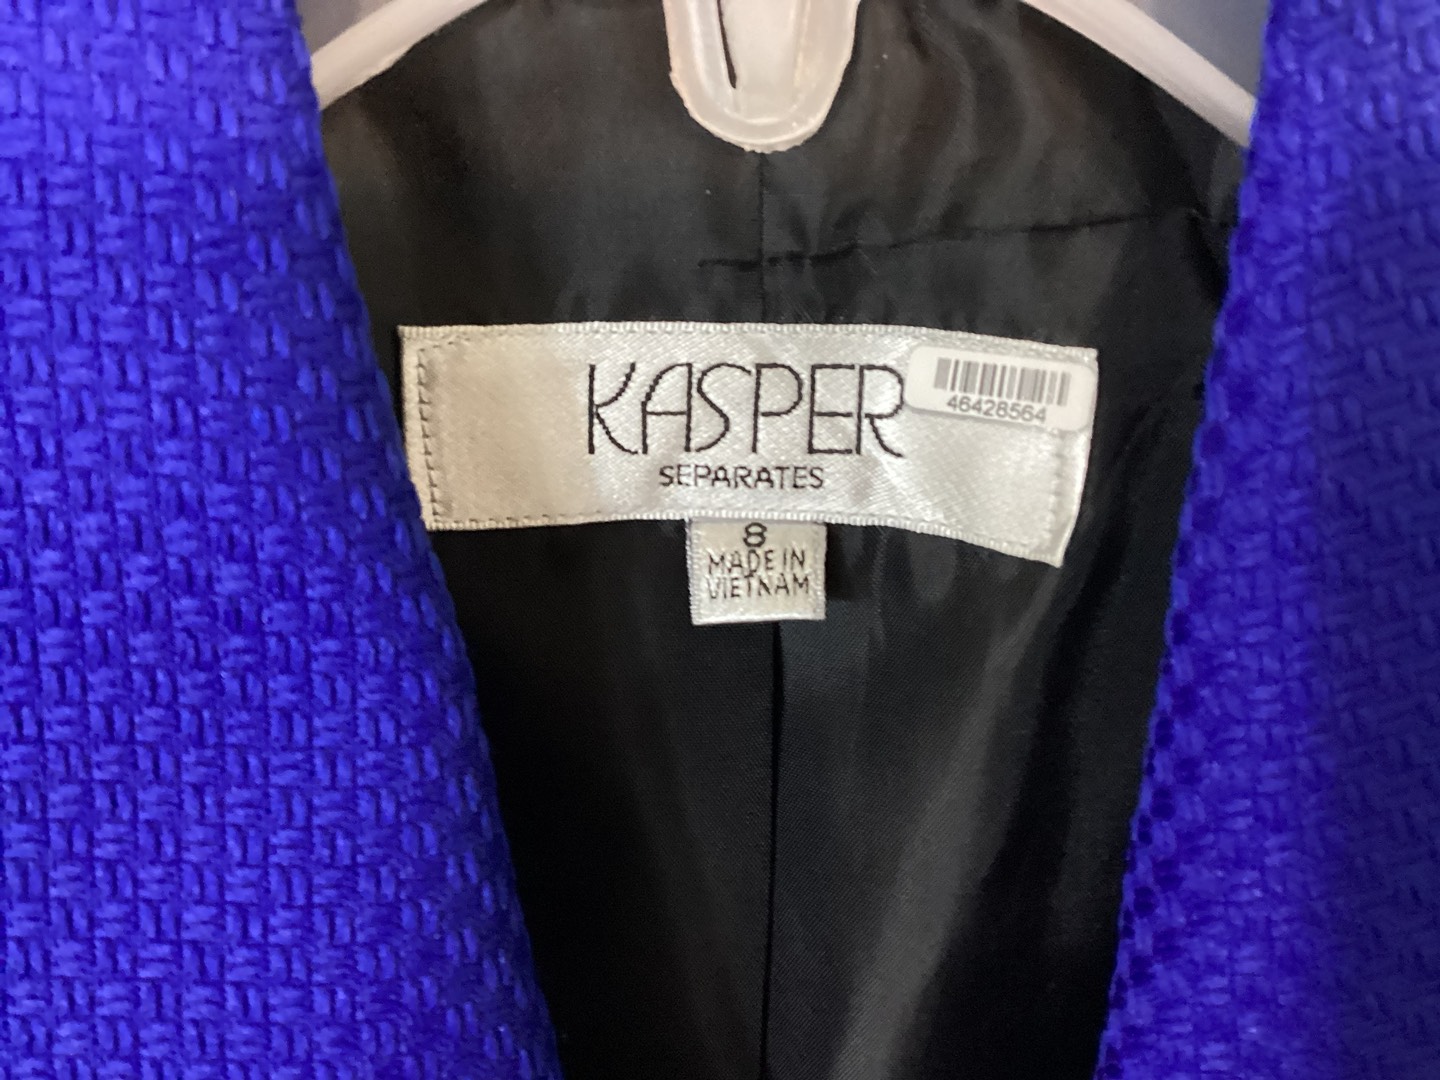 KASPER
46428564
SEPARATES
8
MADE IN
VIETNAM